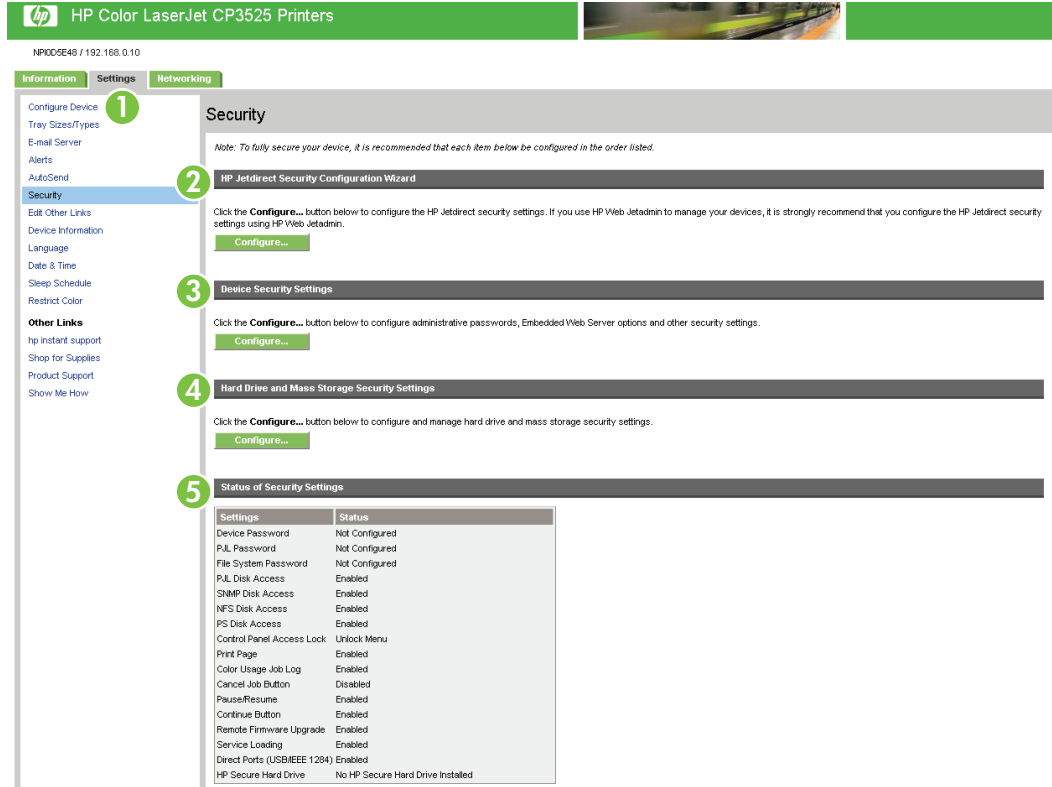 hp HP Color LaserJet CP3525 Printers
NPI0D5E48 / 192.168.0.10
Information Settings Networking
1
Configure Device
Tray Sizes/Types
E-mail Server
Alerts
AutoSend
Security
Edit Other Links
Device Information
Language
Date & Time
Sleep Schedule
Restrict Color
Other Links
hp instant support
Shop for Supplies
Product Support
Show Me How
Security
Note: To fully secure your device, it is recommended that each item below be configured in the order listed.
2 HP Jetdirect Security Configuration Wizard
Click the Configure... button below to configure the HP Jetdirect security settings. If you use HP Web Jetadmin to manage your devices, it is strongly recommend that you configure the HP Jetdirect security
settings using HP Web Jetadmin.
Configure...
3 Device Security Settings
Click the Configure... button below to configure administrative passwords, Embedded Web Server options and other security settings.
Configure...
4 Hard Drive and Mass Storage Security Settings
Click the Configure... button below to configure and manage hard drive and mass storage security settings.
Configure...
5 Status of Security Settings
Settings Status
Device Password Not Configured
PJL Password Not Configured
File System Password Not Configured
PJL Disk Access Enabled
SNMP Disk Access Enabled
NFS Disk Access Enabled
PS Disk Access Enabled
Control Panel Access Lock Unlock Menu
Print Page Enabled
Color Usage Job Log Enabled
Cancel Job Button Disabled
Pause/Resume Enabled
Continue Button Enabled
Remote Firmware Upgrade Enabled
Service Loading Enabled
Direct Ports (USB/IEEE 1284) Enabled
HP Secure Hard Drive No HP Secure Hard Drive Installed